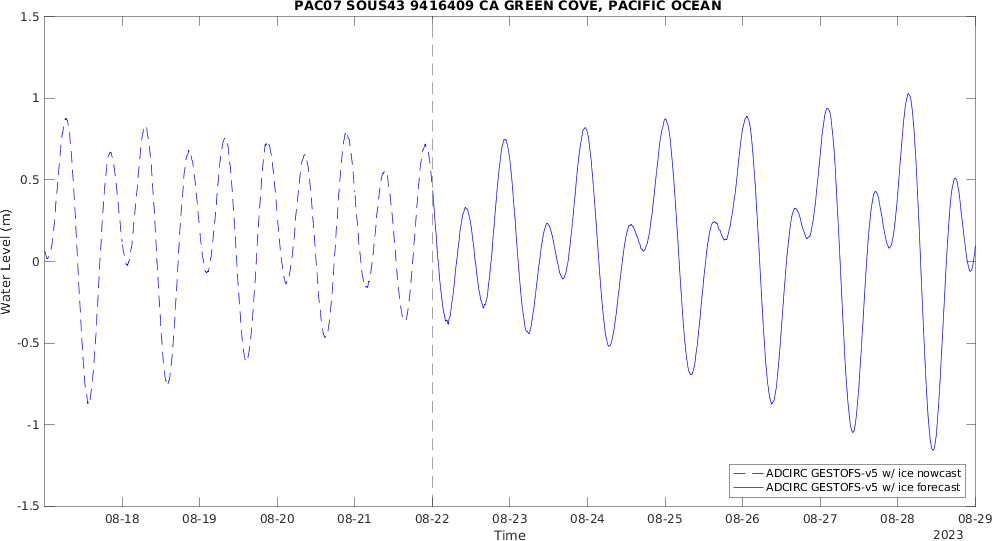 PAC07 SOUS43 9416409 CA GREEN COVE, PACIFIC OCEAN
1.5
1
0.5
0
-0.5
-1
-1.5
Water Level (m)
ADCIRC GESTOFS-v5 w/ ice nowcast
ADCIRC GESTOFS-v5 w/ ice forecast
08-18 08-19 08-20 08-21 08-22 08-23 08-24 08-25 08-26 08-27 08-28 08-29
Time
2023